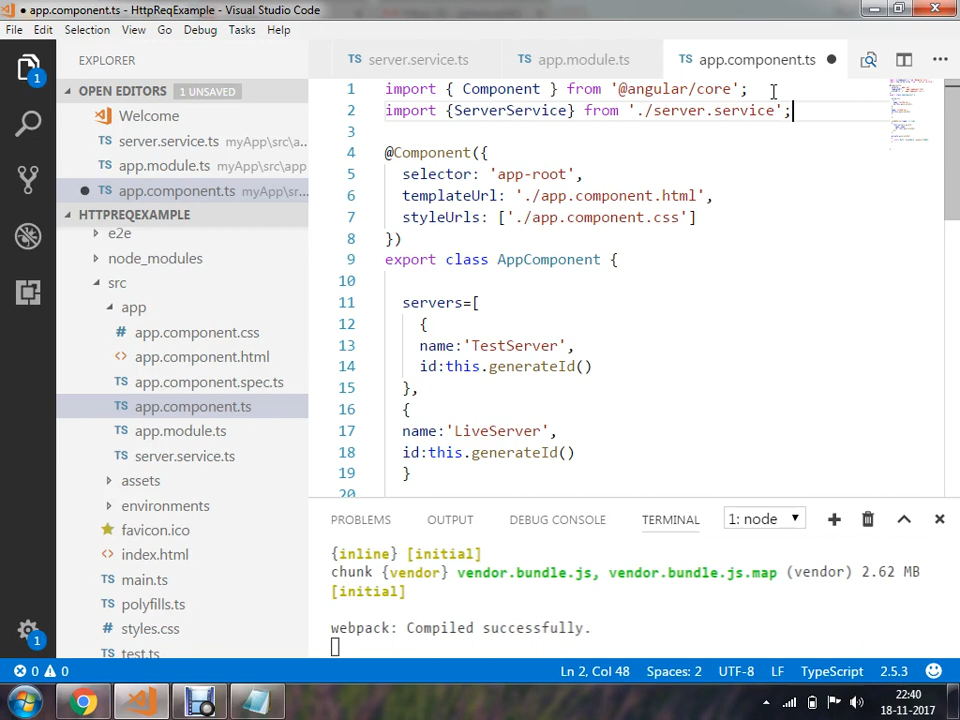 ● app.component.ts - HttpReqExample - Visual Studio Code
File Edit Selection View Go Debug Tasks Help
EXPLORER
OPEN EDITORS 1 UNSAVED
Welcome
TS server.service.ts myApp\src\a...
TS app.module.ts myApp\src\app
● TS app.component.ts myApp\sr...
HTTPREQEXAMPLE
e2e
node_modules
src
app
# app.component.css
<> app.component.html
TS app.component.spec.ts
TS app.component.ts
TS app.module.ts
TS server.service.ts
assets
environments
favicon.ico
<> index.html
TS main.ts
TS polyfills.ts
# styles.css
TS test.ts
1
1
TS server.service.ts TS app.module.ts TS app.component.ts ●
1 import { Component } from '@angular/core';
2 import {ServerService} from './server.service';
3
4 @Component({
5 selector: 'app-root',
6 templateUrl: './app.component.html',
7 styleUrls: ['./app.component.css']
8 })
9 export class AppComponent {
10
11 servers=[
12 {
13 name:'TestServer',
14 id:this.generateId()
15 },
16 {
17 name:'LiveServer',
18 id:this.generateId()
19 }
20
PROBLEMS OUTPUT DEBUG CONSOLE TERMINAL 1: node
{inline} [initial]
chunk {vendor} vendor.bundle.js, vendor.bundle.js.map (vendor) 2.62 MB
[initial]
webpack: Compiled successfully.
0 0 Ln 2, Col 48 Spaces: 2 UTF-8 LF TypeScript 2.5.3
22:40
18-11-2017